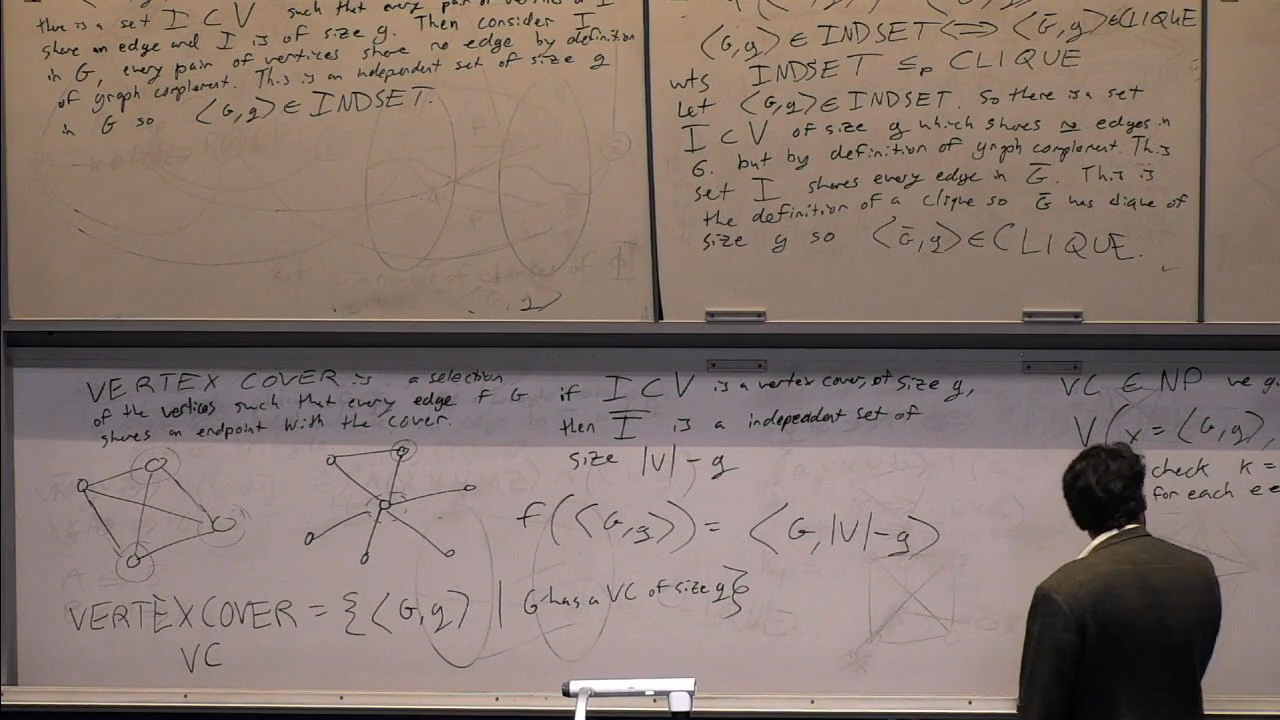 there is a set I ⊂ V such that every pair of vertices in I
share an edge and I is of size g. Then consider I
in G, every pair of vertices share no edge by definition
of graph complement. This is an independent set of size g
in G so ⟨G,g⟩ ∈ INDSET.
⟨G,g⟩ ∈ INDSET ⟺ ⟨G̅,g⟩ ∈ CLIQUE
wts INDSET ≤p CLIQUE
Let ⟨G,g⟩ ∈ INDSET. So there is a set
I ⊂ V of size g which shares no edges in
G. but by definition of graph complement. This
set I shares every edge in G̅. This is
the definition of a clique so G̅ has clique of
size g so ⟨G̅,g⟩ ∈ CLIQUE.
VERTEX COVER is a selection
of the vertices such that every edge of G
shares an endpoint with the cover.
VERTEXCOVER = {⟨G,g⟩ | G has a VC of size g}
VC
if I ⊂ V is a vertex cover, of size g,
then I̅ is a independent set of
size |V| - g
f(⟨G,g⟩) = ⟨G,|V|-g⟩
VC ∈ NP we g
V(x = ⟨G,g⟩,
check k =
for each e ∈